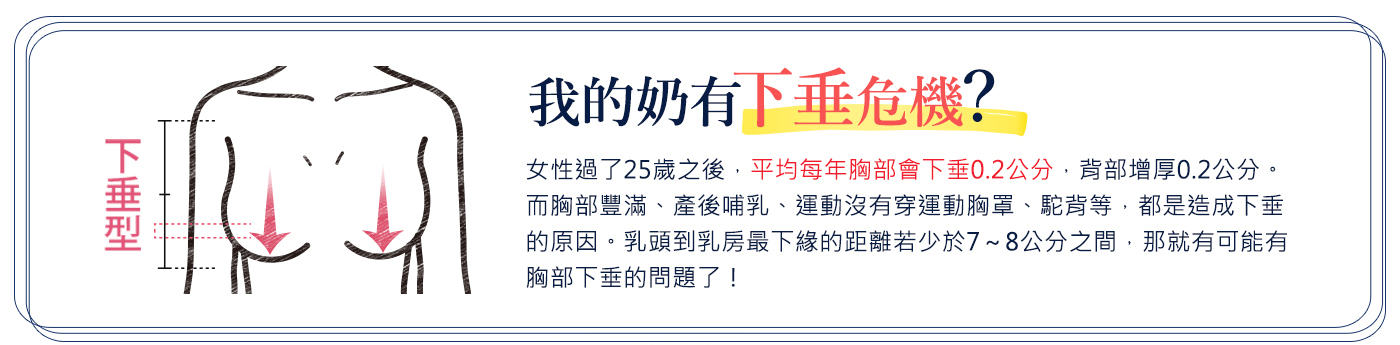 下垂型
我的奶有下垂危機?
女性過了25歲之後，平均每年胸部會下垂0.2公分，背部增厚0.2公分。
而胸部豐滿、產後哺乳、運動沒有穿運動胸罩、駝背等，都是造成下垂
的原因。乳頭到乳房最下緣的距離若少於7～8公分之間，那就有可能有
胸部下垂的問題了！